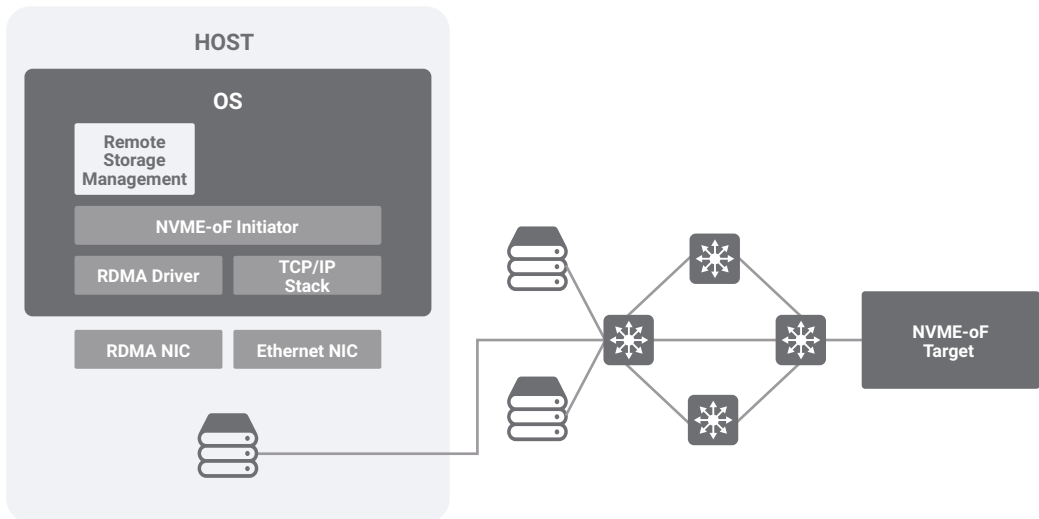 HOST
OS
Remote
Storage
Management
NVME-oF Initiator
RDMA Driver
TCP/IP
Stack
RDMA NIC
Ethernet NIC
NVME-oF
Target